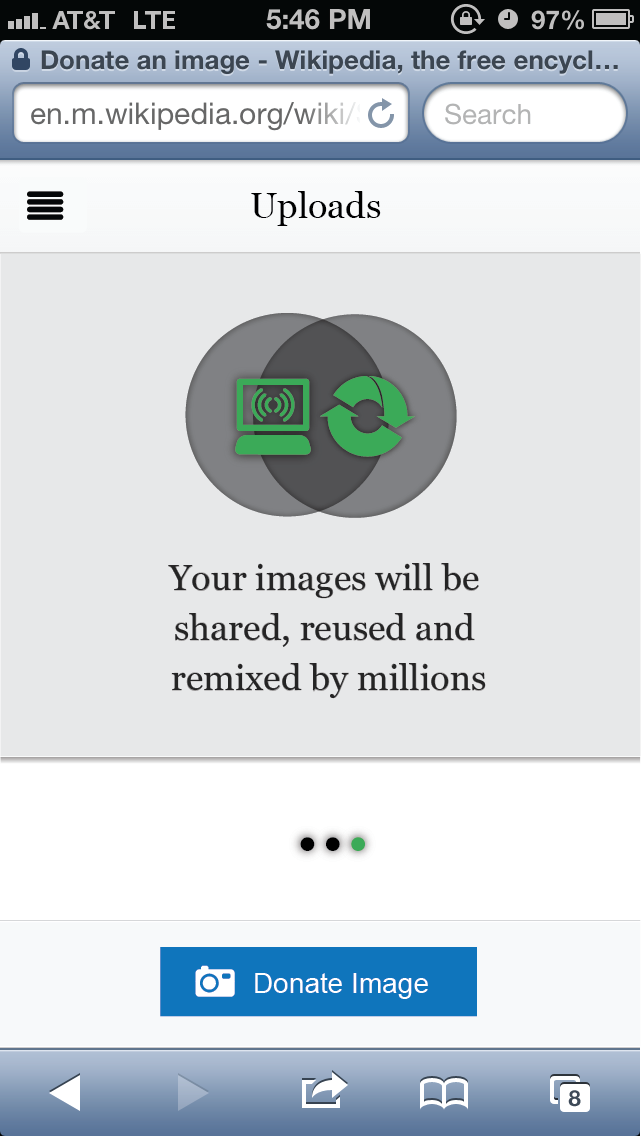 AT&T LTE 5:46 PM 97%
Donate an image - Wikipedia, the free encycl...
en.m.wikipedia.org/wiki/ Search
Uploads
Your images will be
shared, reused and
remixed by millions
Donate Image
8